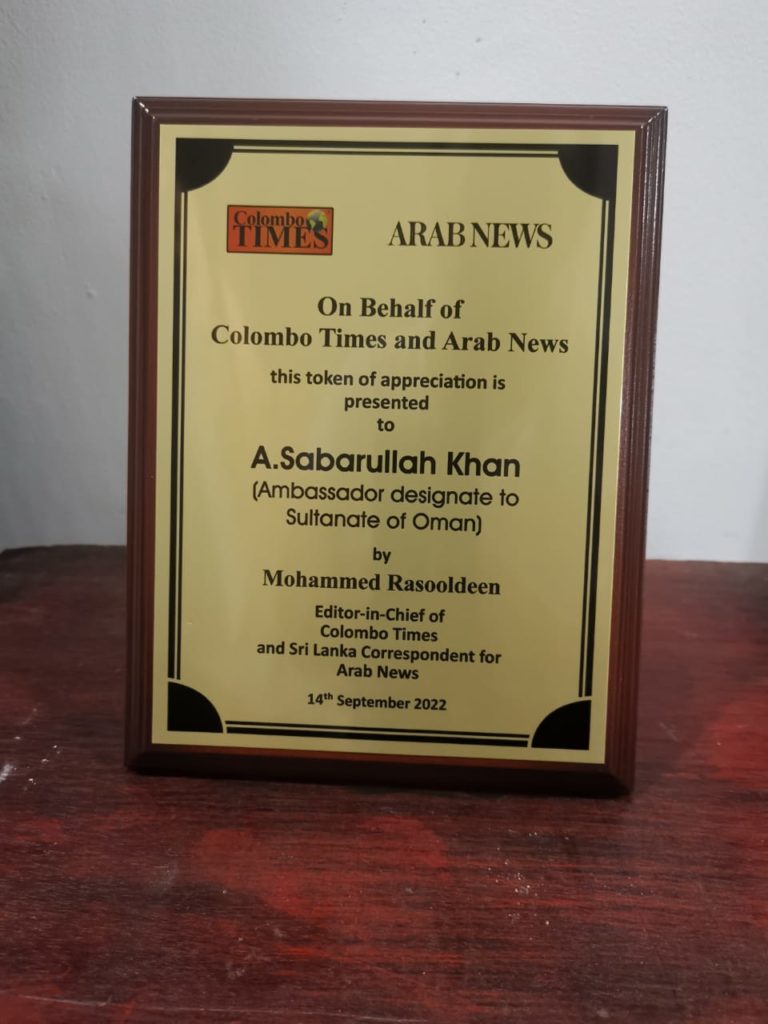 Colombo
TIMES
ARAB NEWS
On Behalf of
Colombo Times and Arab News
this token of appreciation is
presented
to
A.Sabarullah Khan
(Ambassador designate to
Sultanate of Oman)
by
Mohammed Rasooldeen
Editor-in-Chief of
Colombo Times
and Sri Lanka Correspondent for
Arab News
14th September 2022